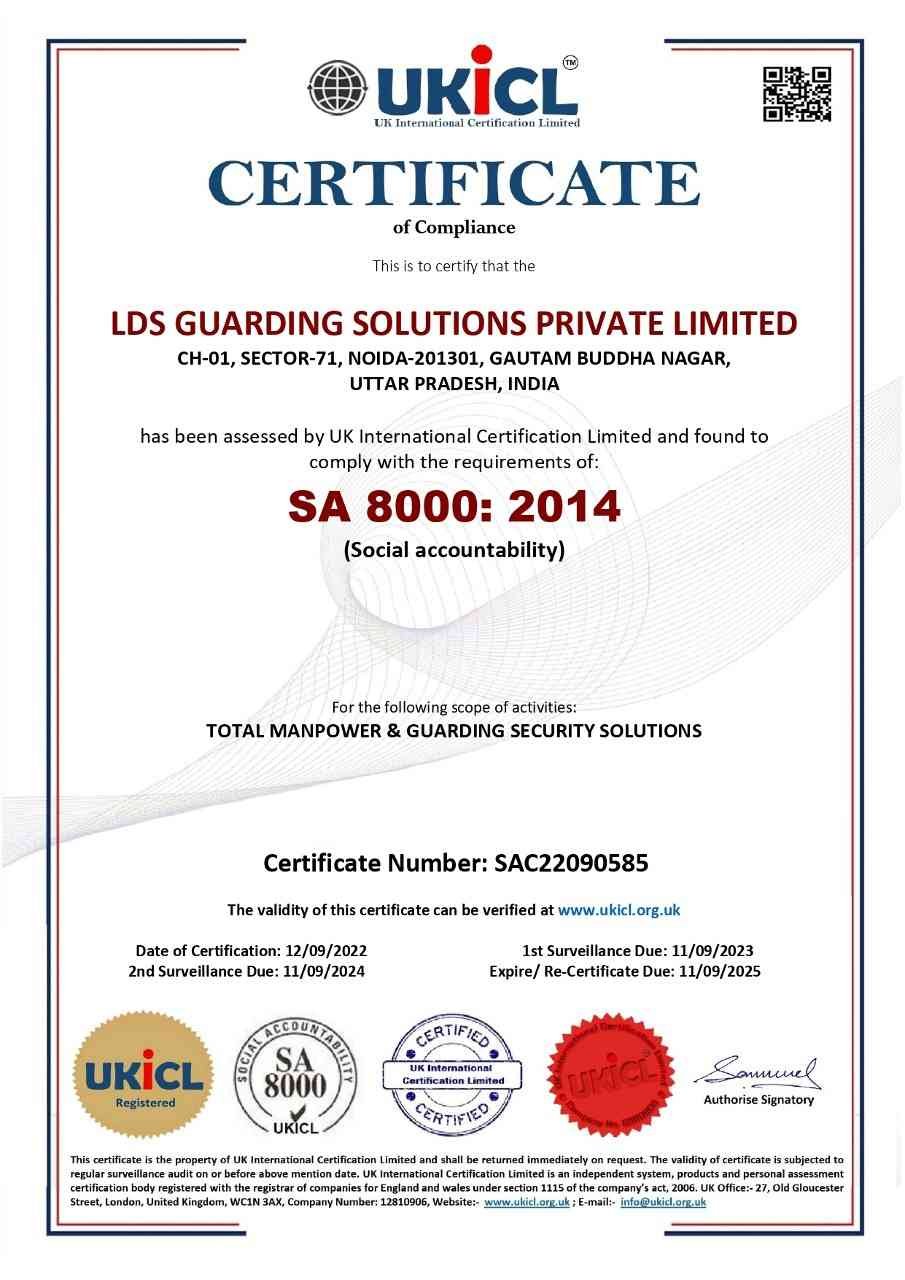 UKiCL TM
UK International Certification Limited
CERTIFICATE
of Compliance
This is to certify that the
LDS GUARDING SOLUTIONS PRIVATE LIMITED
CH-01, SECTOR-71, NOIDA-201301, GAUTAM BUDDHA NAGAR,
UTTAR PRADESH, INDIA
has been assessed by UK International Certification Limited and found to
comply with the requirements of:
SA 8000: 2014
(Social accountability)
For the following scope of activities:
TOTAL MANPOWER & GUARDING SECURITY SOLUTIONS
Certificate Number: SAC22090585
The validity of this certificate can be verified at www.ukicl.org.uk
Date of Certification: 12/09/2022
1st Surveillance Due: 11/09/2023
2nd Surveillance Due: 11/09/2024
Expire/ Re-Certificate Due: 11/09/2025
UKiCL
Registered
SOCIAL ACCOUNTABILITY
SA
8000
UKICL
CERTIFIED
UK International
Certification Limited
CERTIFIED
UKiCL
Sammuel
Authorise Signatory
This certificate is the property of UK International Certification Limited and shall be returned immediately on request. The validity of certificate is subjected to
regular surveillance audit on or before above mention date. UK International Certification Limited is an independent system, products and personal assessment
certification body registered with the registrar of companies for England and wales under section 1115 of the company's act, 2006. UK Office:- 27, Old Gloucester
Street, London, United Kingdom, WC1N 3AX, Company Number: 12810906, Website:- www.ukicl.org.uk ; E-mail:- info@ukicl.org.uk